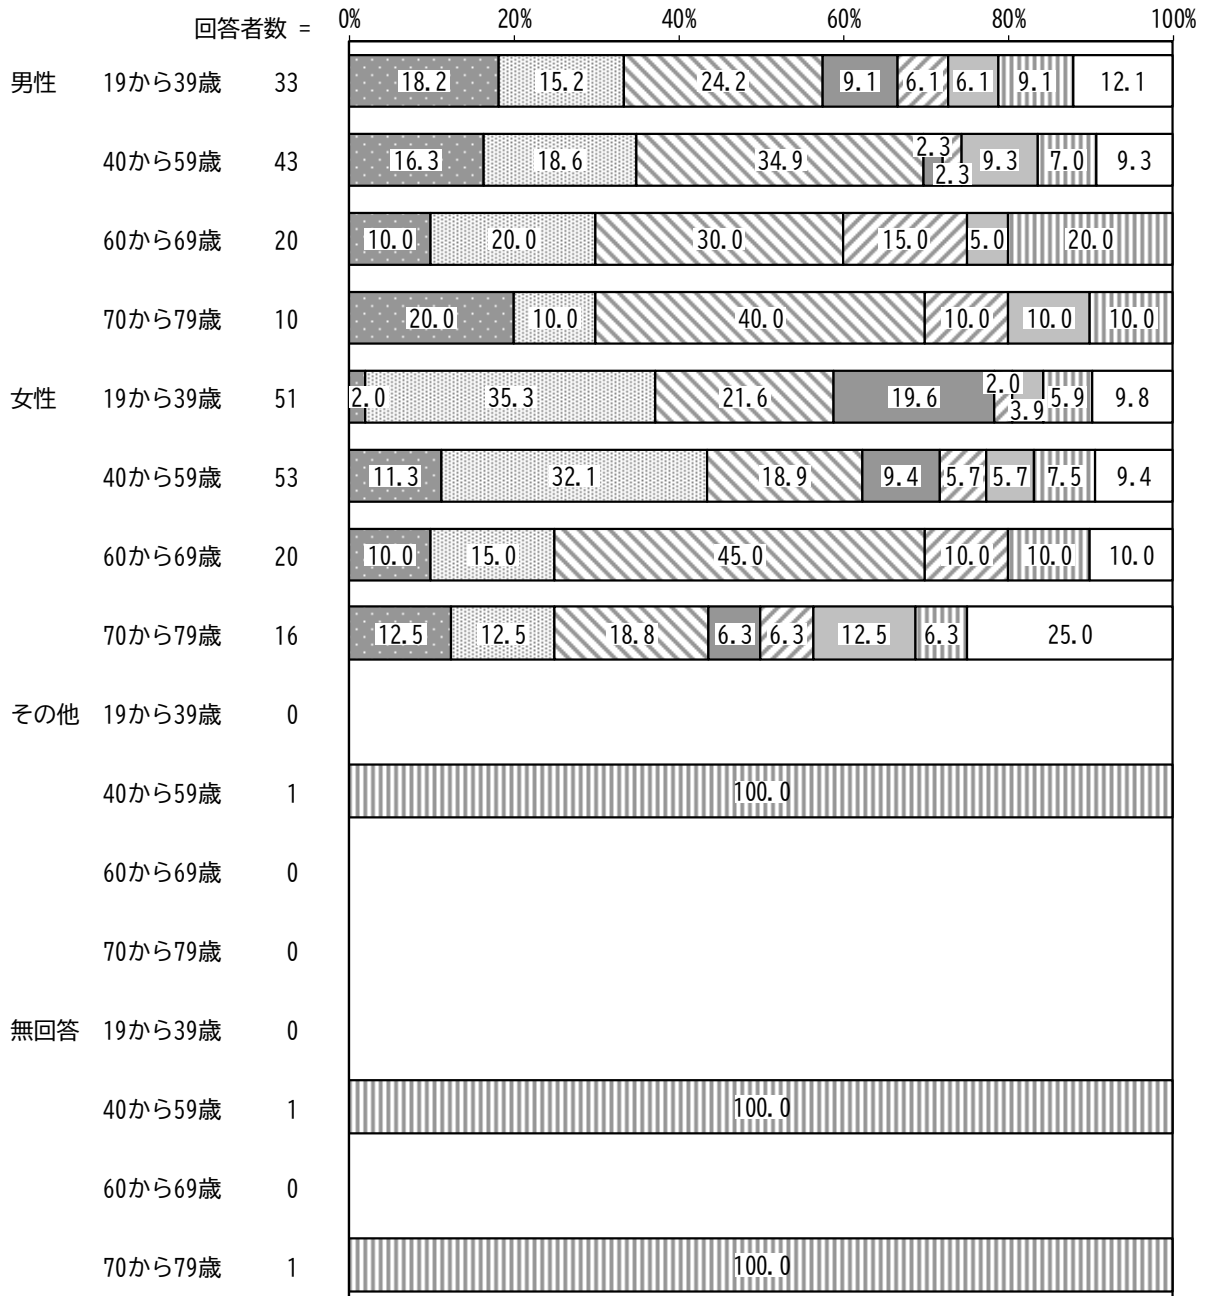 0% 20% 40% 60% 80% 100%
回答者数 =
男性 19から39歳 33 18.2 15.2 24.2 9.1 6.1 6.1 9.1 12.1
40から59歳 43 16.3 18.6 34.9 2.3 2.3 9.3 7.0 9.3
60から69歳 20 10.0 20.0 30.0 15.0 5.0 20.0
70から79歳 10 20.0 10.0 40.0 10.0 10.0 10.0
女性 19から39歳 51 2.0 35.3 21.6 19.6 2.0 3.9 5.9 9.8
40から59歳 53 11.3 32.1 18.9 9.4 5.7 5.7 7.5 9.4
60から69歳 20 10.0 15.0 45.0 10.0 10.0 10.0
70から79歳 16 12.5 12.5 18.8 6.3 6.3 12.5 6.3 25.0
その他 19から39歳 0
40から59歳 1 100.0
60から69歳 0
70から79歳 0
無回答 19から39歳 0
40から59歳 1 100.0
60から69歳 0
70から79歳 1 100.0